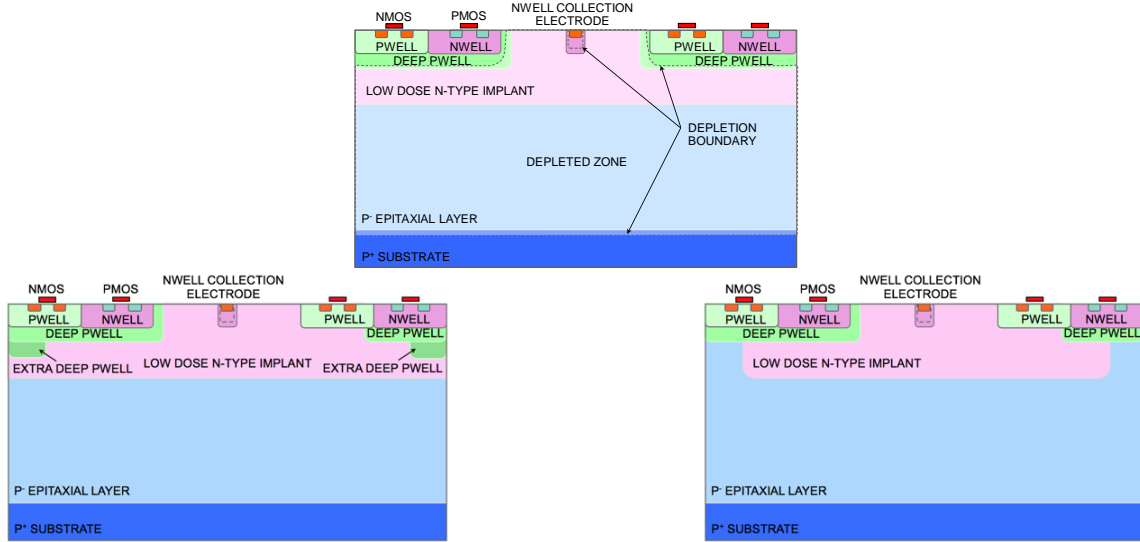 NWELL COLLECTION
ELECTRODE
NMOS
PMOS
PWELL
NWELL
PWELL
NWELL
DEEP PWELL
DEEP PWELL
LOW DOSE N-TYPE IMPLANT
DEPLETION
BOUNDARY
DEPLETED ZONE
P- EPITAXIAL LAYER
P+ SUBSTRATE
NMOS
PMOS
NWELL COLLECTION
ELECTRODE
PWELL
NWELL
PWELL
NWELL
DEEP PWELL
DEEP PWELL
EXTRA DEEP PWELL
LOW DOSE N-TYPE IMPLANT
EXTRA DEEP PWELL
P- EPITAXIAL LAYER
P+ SUBSTRATE
NMOS
PMOS
NWELL COLLECTION
ELECTRODE
PWELL
NWELL
PWELL
NWELL
DEEP PWELL
DEEP PWELL
LOW DOSE N-TYPE IMPLANT
P- EPITAXIAL LAYER
P+ SUBSTRATE